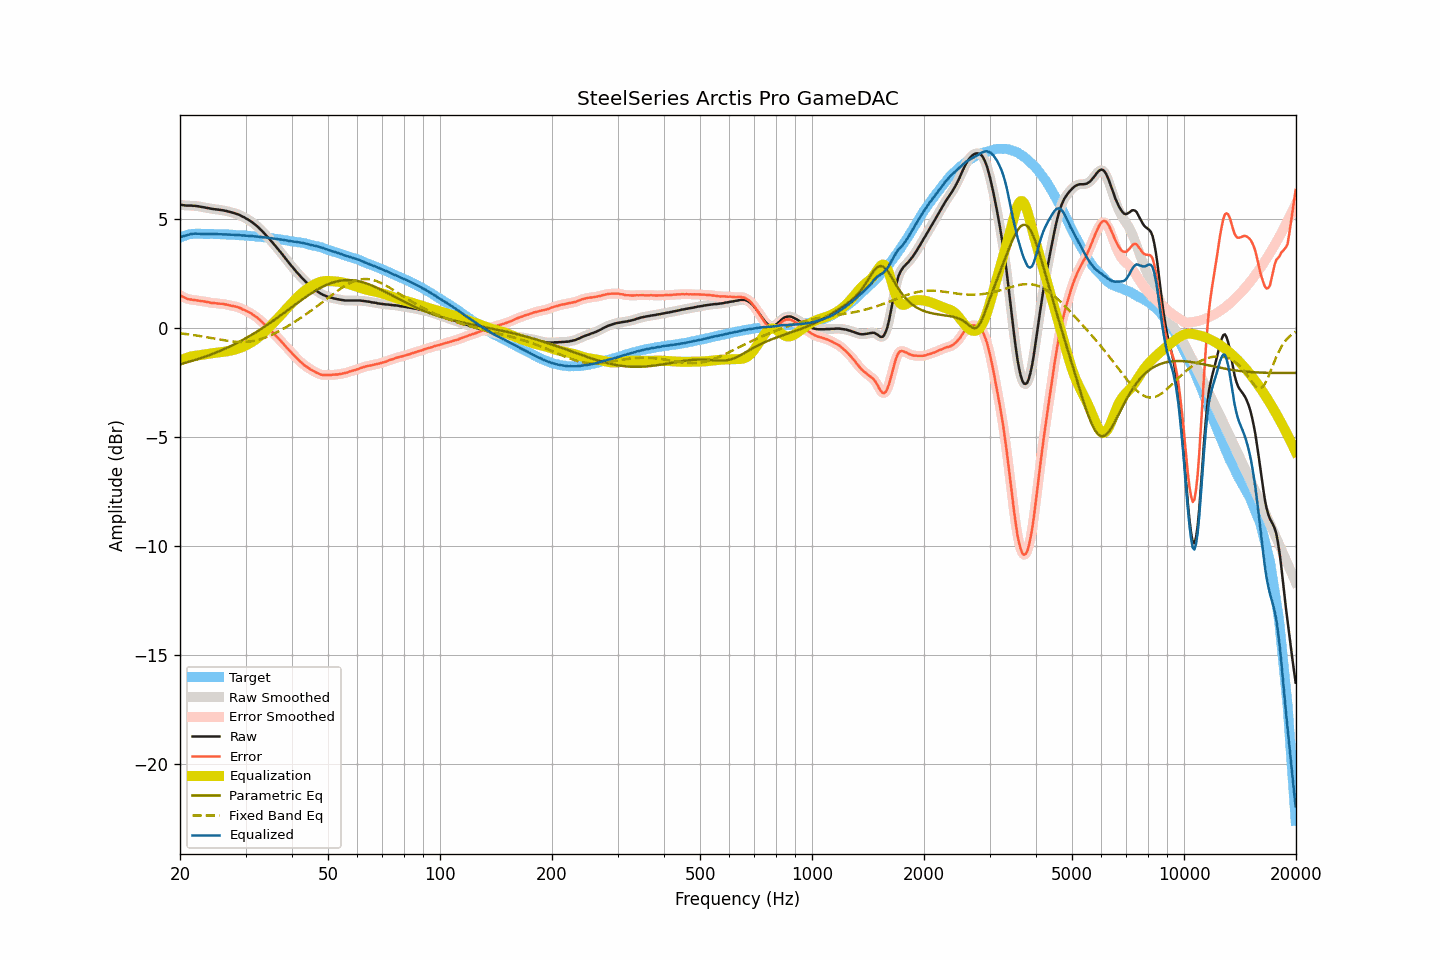 SteelSeries Arctis Pro GameDAC
Amplitude (dBr)
5
0
−5
−10
−15
−20
Target
Raw Smoothed
Error Smoothed
Raw
Error
Equalization
Parametric Eq
Fixed Band Eq
Equalized
20 50 100 200 500 1000 2000 5000 10000 20000
Frequency (Hz)